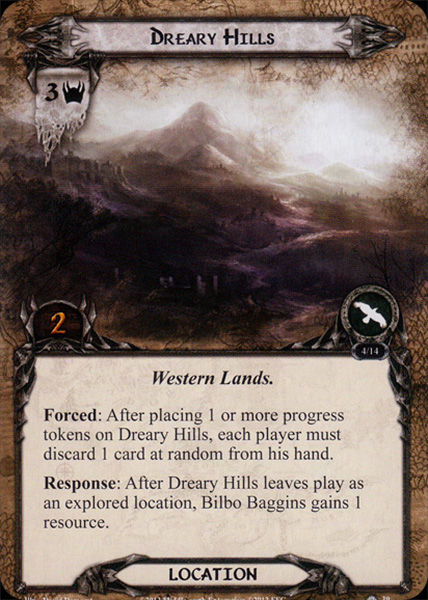 DREARY HILLS
3
2
4/14
Western Lands.
Forced: After placing 1 or more progress
tokens on Dreary Hills, each player must
discard 1 card at random from his hand.
Response: After Dreary Hills leaves play as
an explored location, Bilbo Baggins gains 1
resource.
LOCATION